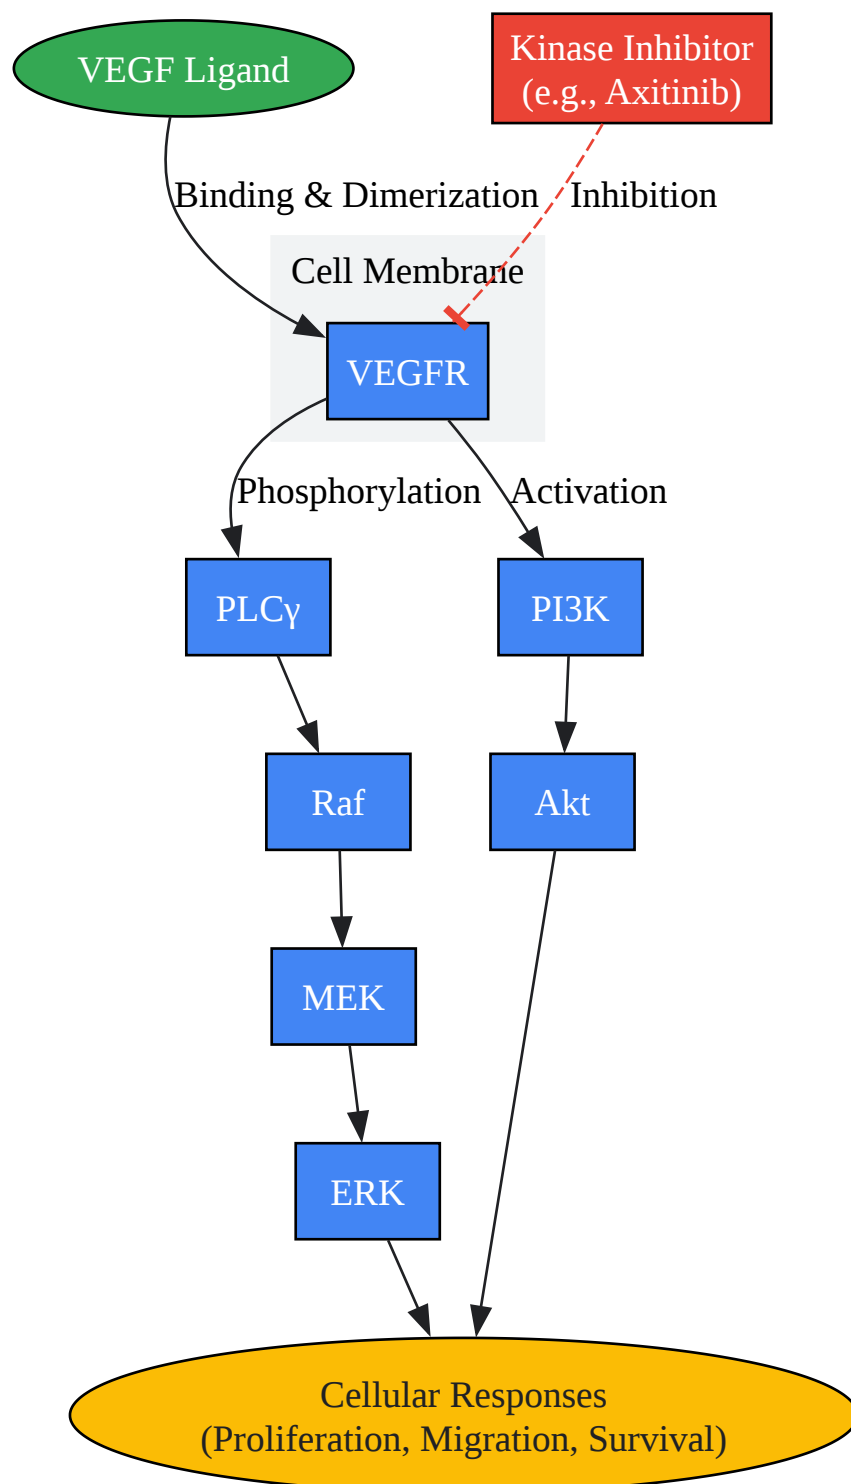 VEGF Ligand
Kinase Inhibitor
(e.g., Axitinib)
Binding & Dimerization
Inhibition
Cell Membrane
VEGFR
Phosphorylation
Activation
PLCγ
PI3K
Raf
Akt
MEK
ERK
Cellular Responses
(Proliferation, Migration, Survival)